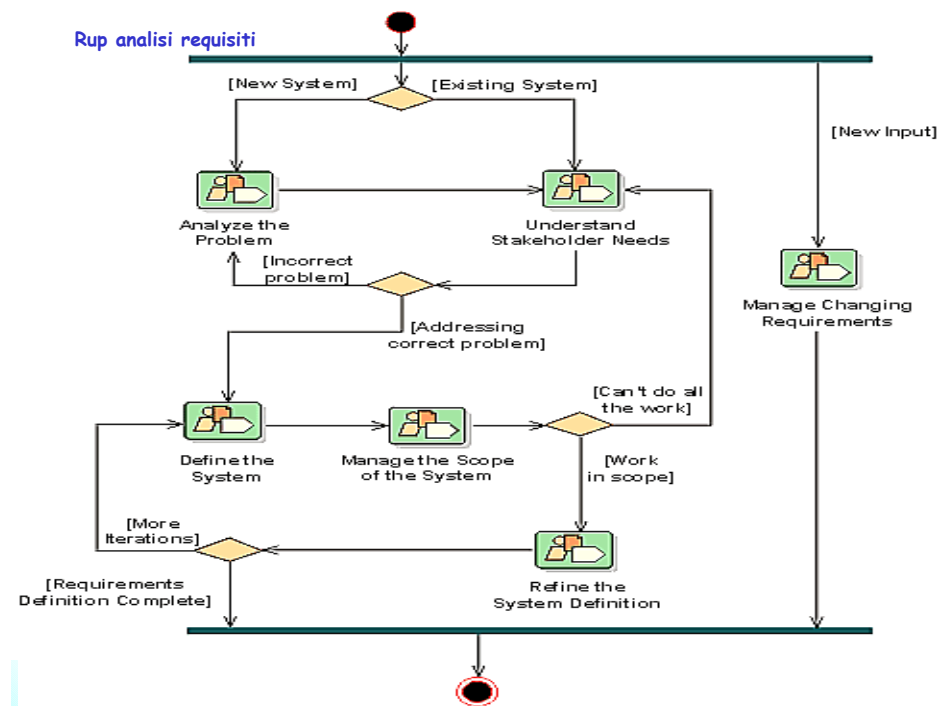 Rup analisi requisiti
[New System]
[Existing System]
[New Input]
Analyze the
Problem
Understand
Stakeholder Needs
[Incorrect
problem]
Manage Changing
Requirements
[Addressing
correct problem]
[Can't do all
the work]
Define the
System
Manage the Scope
of the System
[Work
in scope]
[More
Iterations]
[Requirements
Definition Complete]
Refine the
System Definition